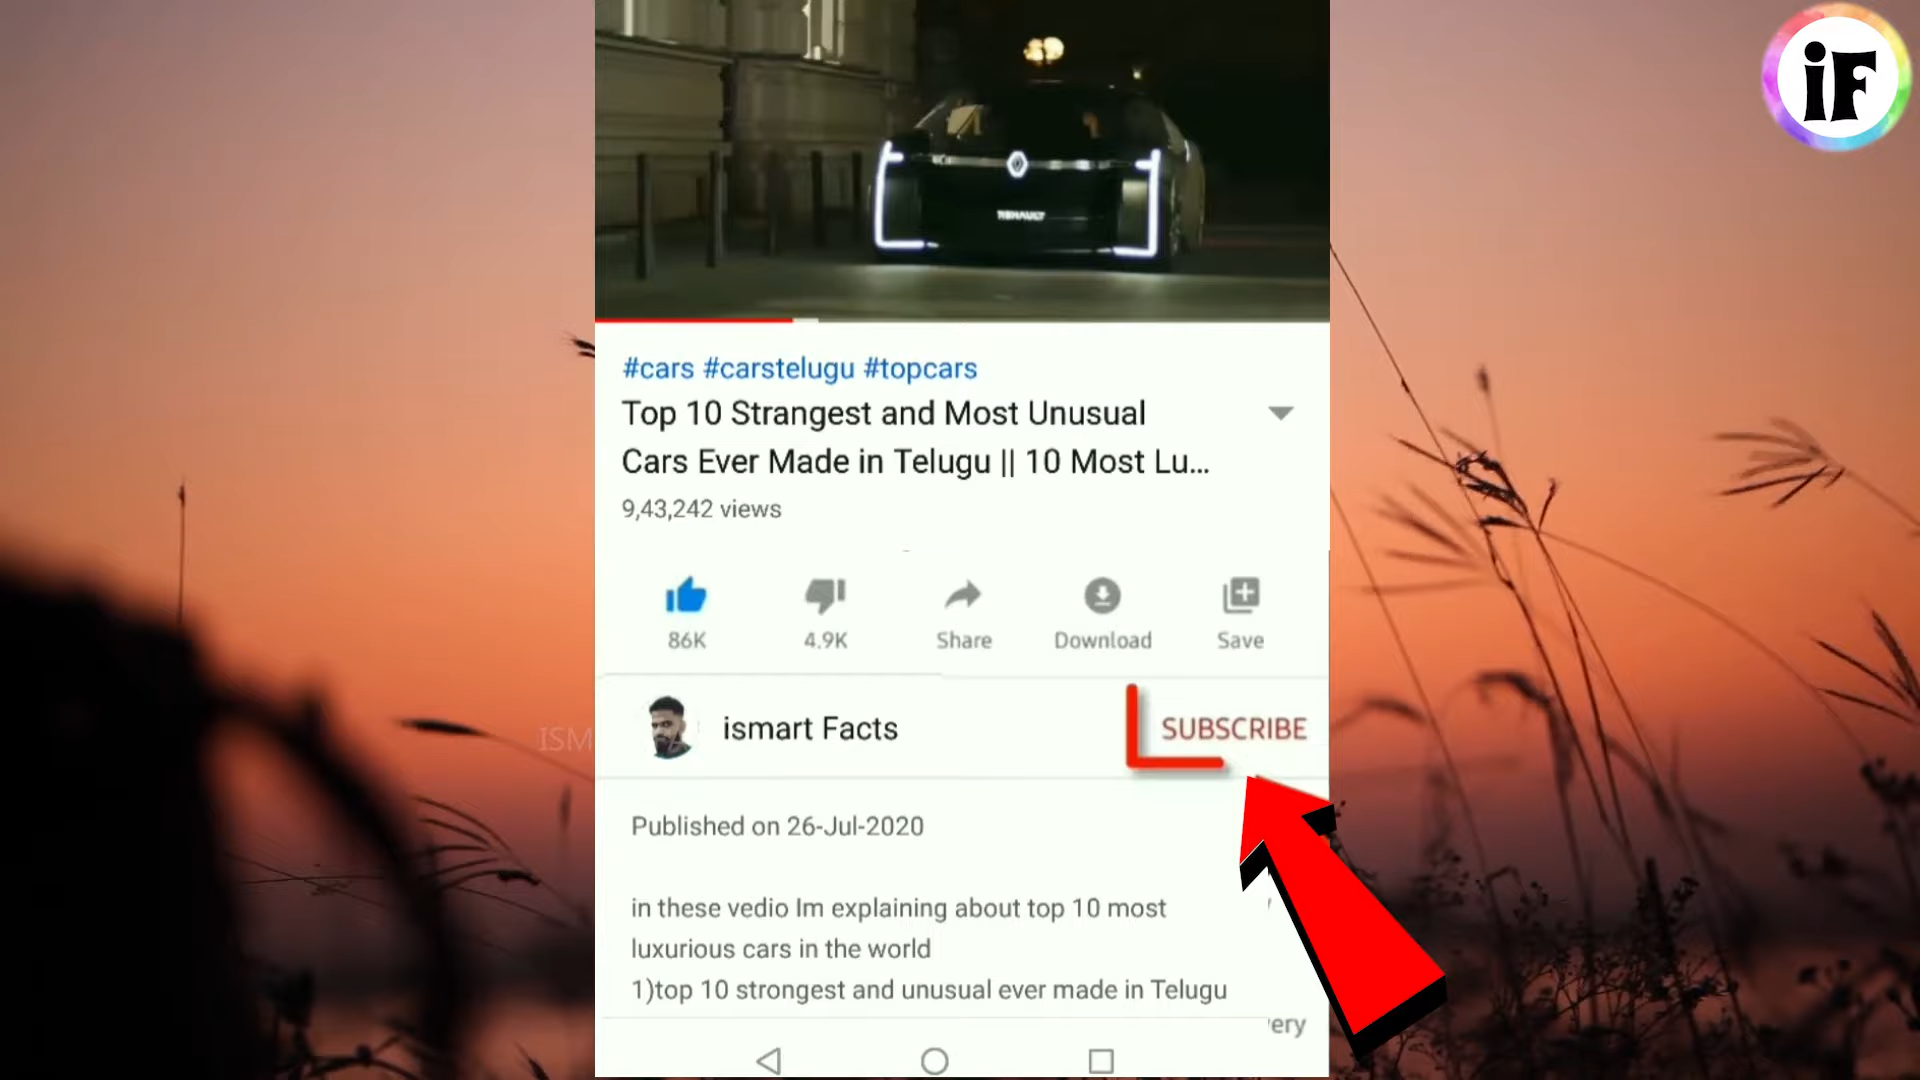 iF
RENAULT
#cars #carstelugu #topcars
Top 10 Strangest and Most Unusual
Cars Ever Made in Telugu || 10 Most Lu...
9,43,242 views
86K
4.9K
Share
Download
Save
ISM
ismart Facts
SUBSCRIBE
Published on 26-Jul-2020
in these vedio Im explaining about top 10 most
luxurious cars in the world
1)top 10 strongest and unusual ever made in Telugu
ery